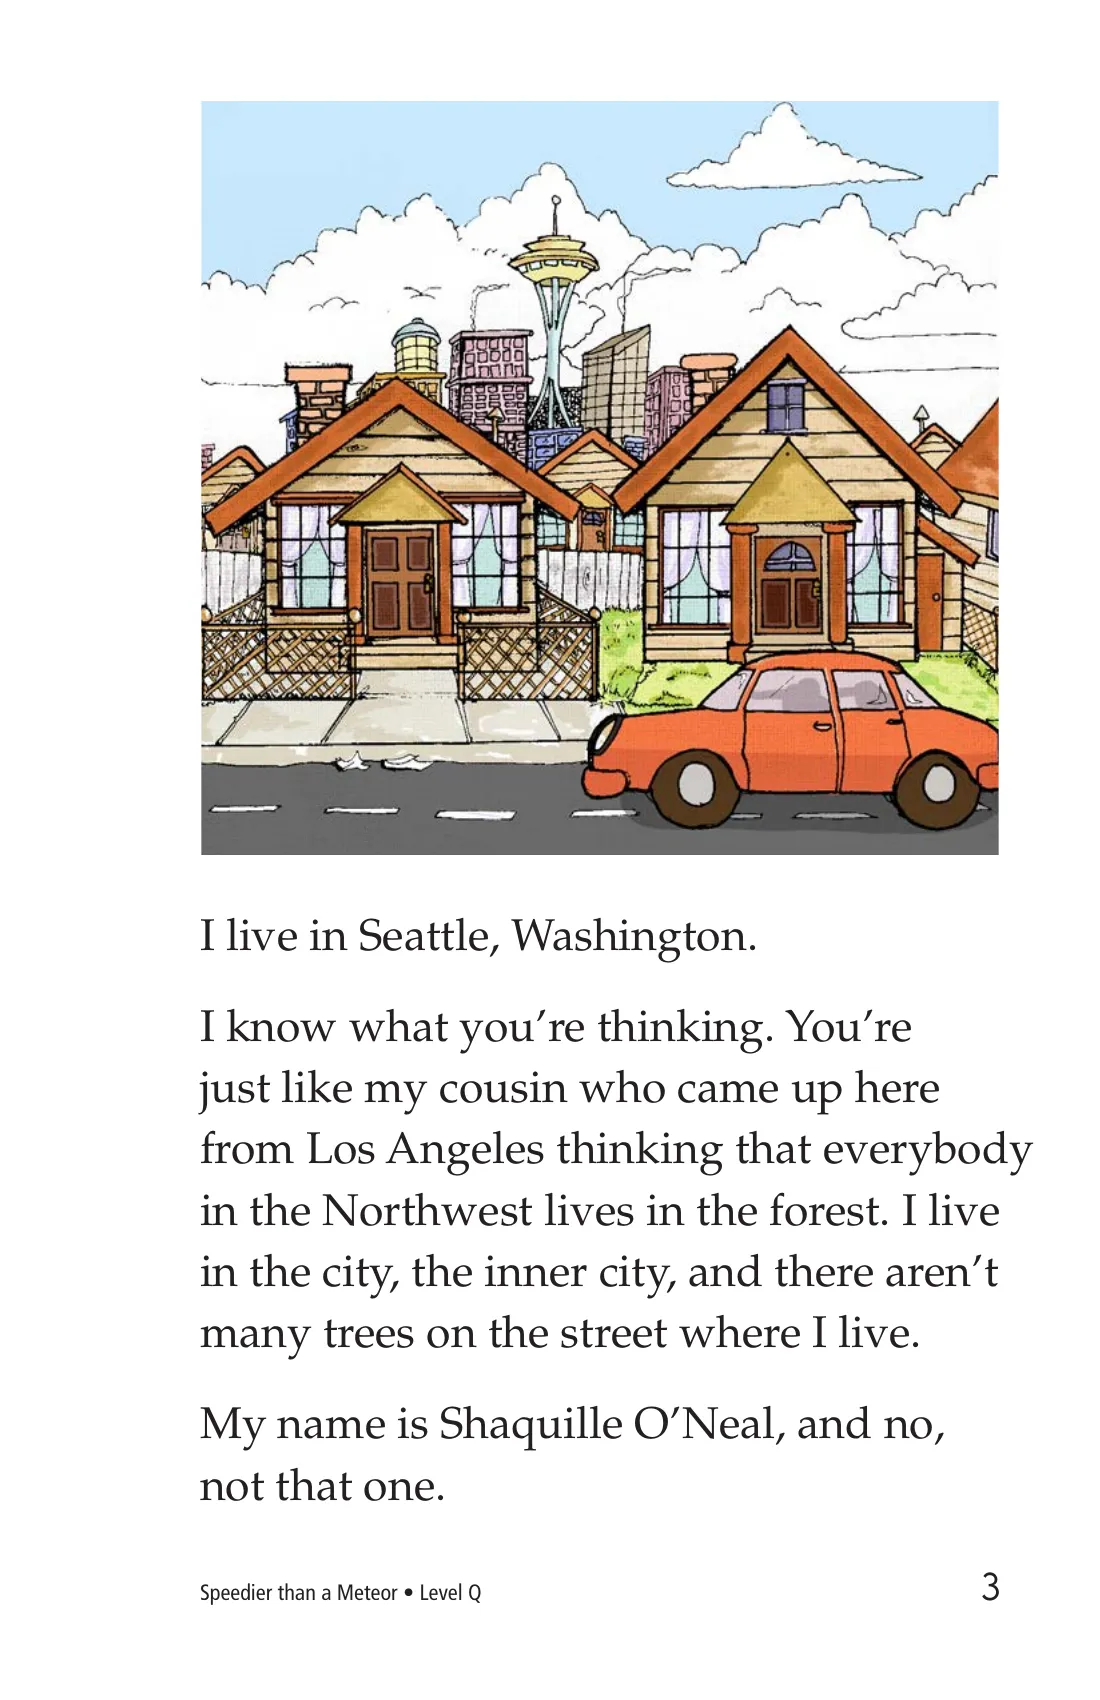 I live in Seattle, Washington.
I know what you’re thinking. You’re
just like my cousin who came up here
from Los Angeles thinking that everybody
in the Northwest lives in the forest. I live
in the city, the inner city, and there aren’t
many trees on the street where I live.
My name is Shaquille O’Neal, and no,
not that one.
Speedier than a Meteor • Level Q
3